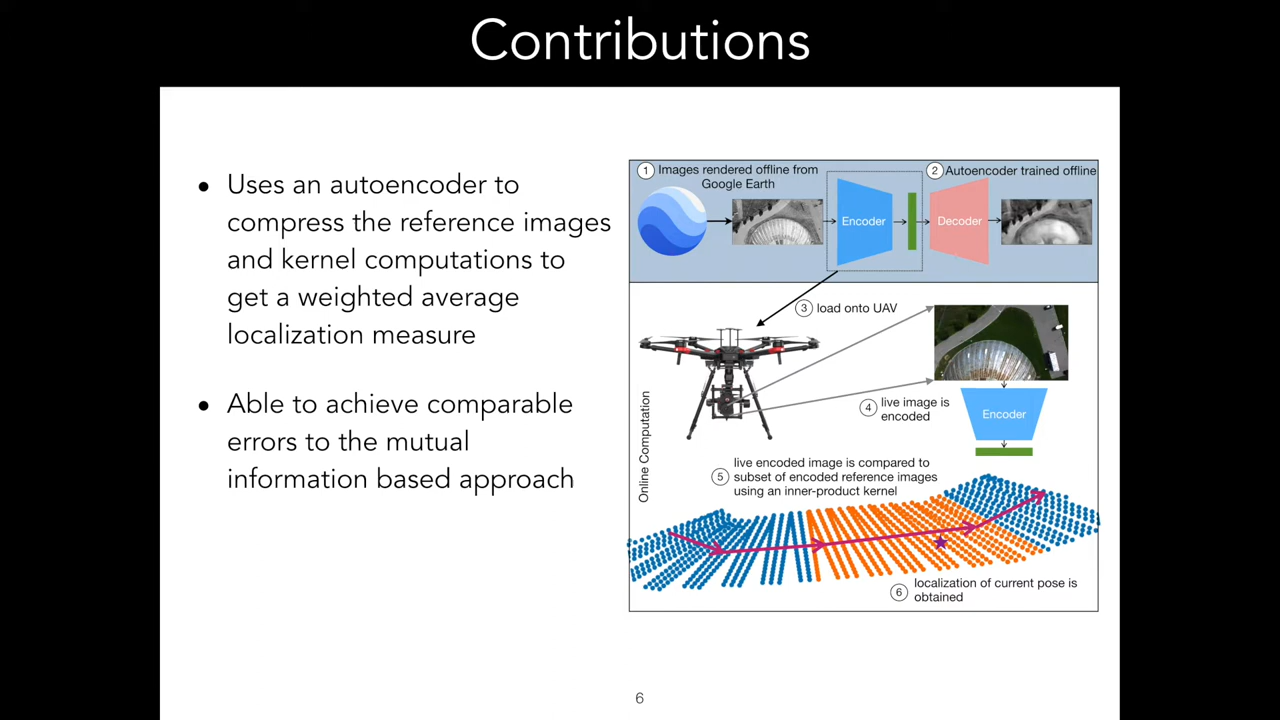 Contributions
• Uses an autoencoder to
compress the reference images
and kernel computations to
get a weighted average
localization measure
• Able to achieve comparable
errors to the mutual
information based approach
1 Images rendered offline from
Google Earth
2 Autoencoder trained offline
Encoder
Decoder
3 load onto UAV
Online Computation
4 live image is
encoded
Encoder
5 live encoded image is compared to
subset of encoded reference images
using an inner-product kernel
6 localization of current pose is
obtained
6